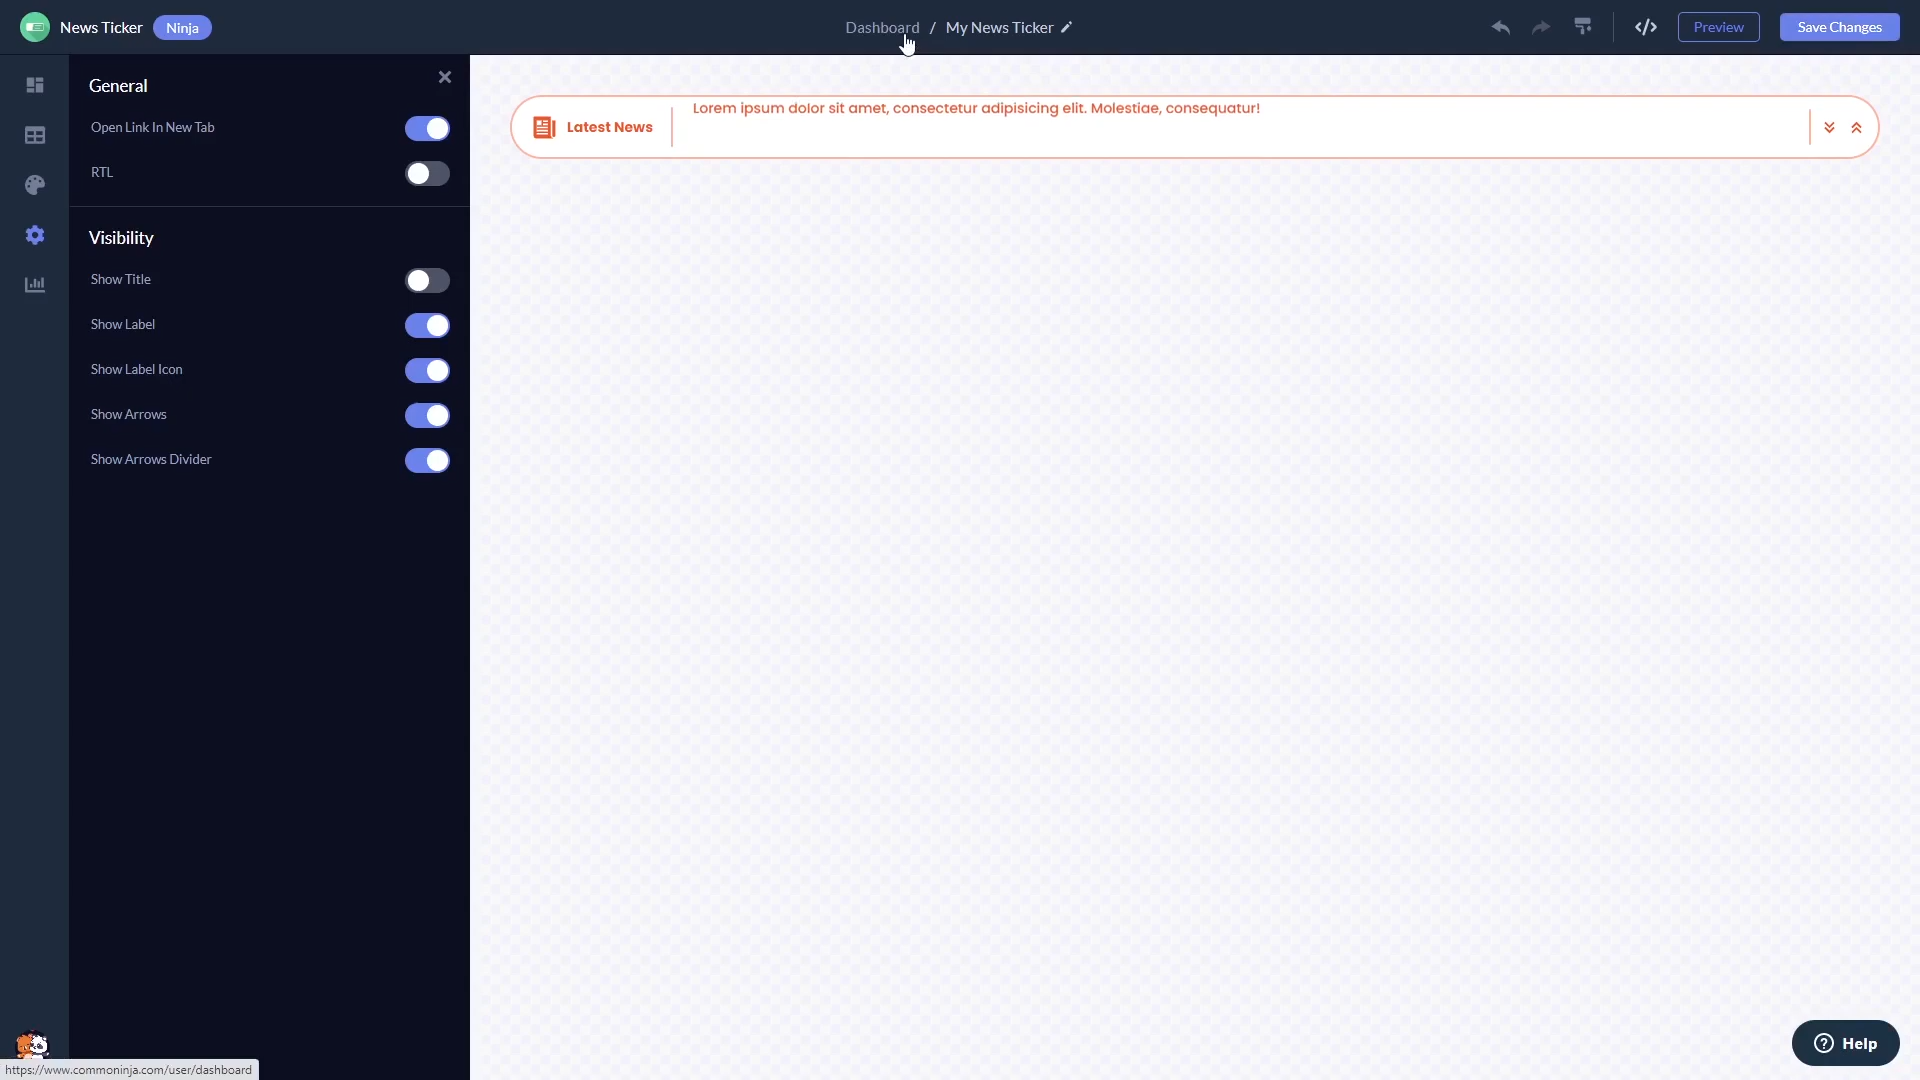 News Ticker
Ninja
Dashboard / My News Ticker
Preview
Save Changes
General
Open Link In New Tab
RTL
Visibility
Show Title
Show Label
Show Label Icon
Show Arrows
Show Arrows Divider
Latest News
Lorem ipsum dolor sit amet, consectetur adipisicing elit. Molestiae, consequatur!
Help
https://www.commoninja.com/user/dashboard